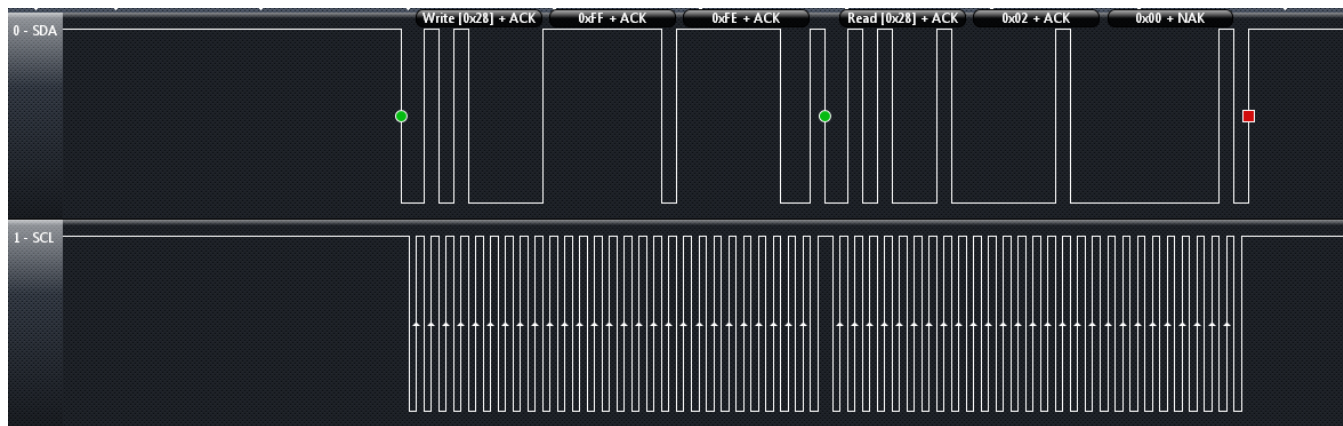 Write [0x28] + ACK
0xFF + ACK
0xFE + ACK
Read [0x28] + ACK
0x02 + ACK
0x00 + NAK
0 - SDA
1 - SCL